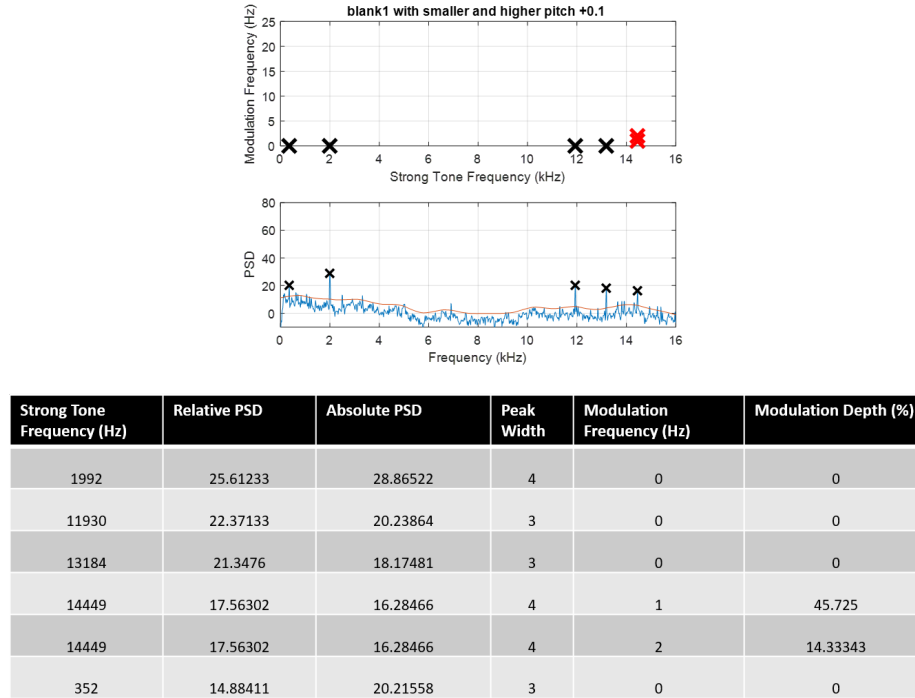 blank1 with smaller and higher pitch +0.1
Modulation Frequency (Hz)
25
20
15
10
5
0
0 2 4 6 8 10 12 14 16
Strong Tone Frequency (kHz)
PSD
80
60
40
20
0
0 2 4 6 8 10 12 14 16
Frequency (kHz)
Strong Tone Frequency (Hz) Relative PSD Absolute PSD Peak Width Modulation Frequency (Hz) Modulation Depth (%)
1992 25.61233 28.86522 4 0 0
11930 22.37133 20.23864 3 0 0
13184 21.3476 18.17481 3 0 0
14449 17.56302 16.28466 4 1 45.725
14449 17.56302 16.28466 4 2 14.33343
352 14.88411 20.21558 3 0 0